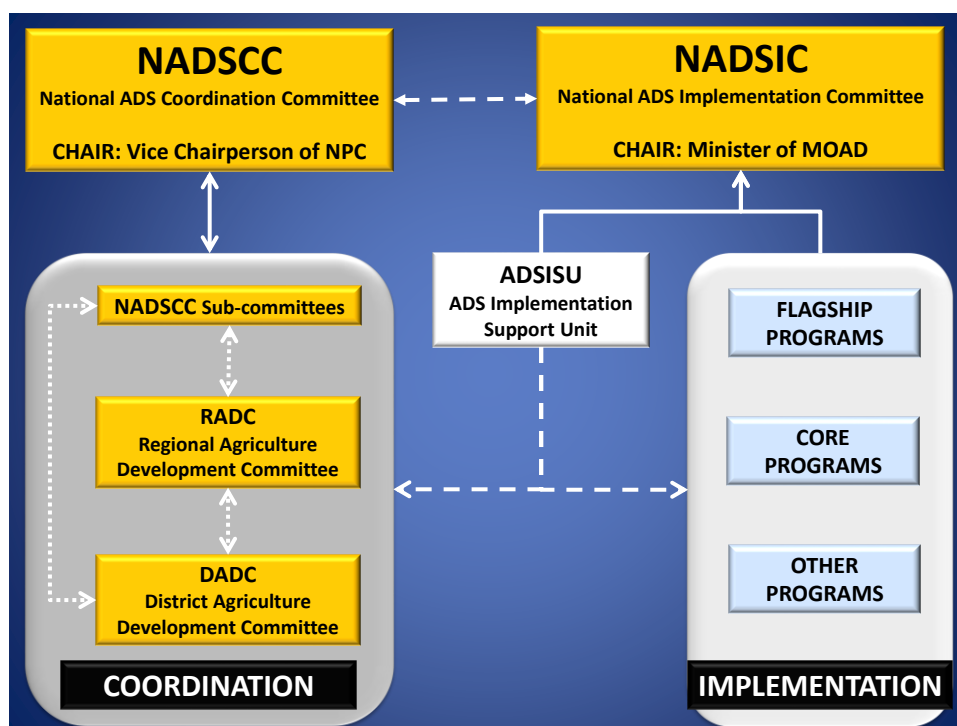 NADSCC
National ADS Coordination Committee
CHAIR: Vice Chairperson of NPC
NADSIC
National ADS Implementation Committee
CHAIR: Minister of MOAD
NADSCC Sub-committees
RADC
Regional Agriculture
Development Committee
DADC
District Agriculture
Development Committee
COORDINATION
ADSISU
ADS Implementation
Support Unit
FLAGSHIP
PROGRAMS
CORE
PROGRAMS
OTHER
PROGRAMS
IMPLEMENTATION